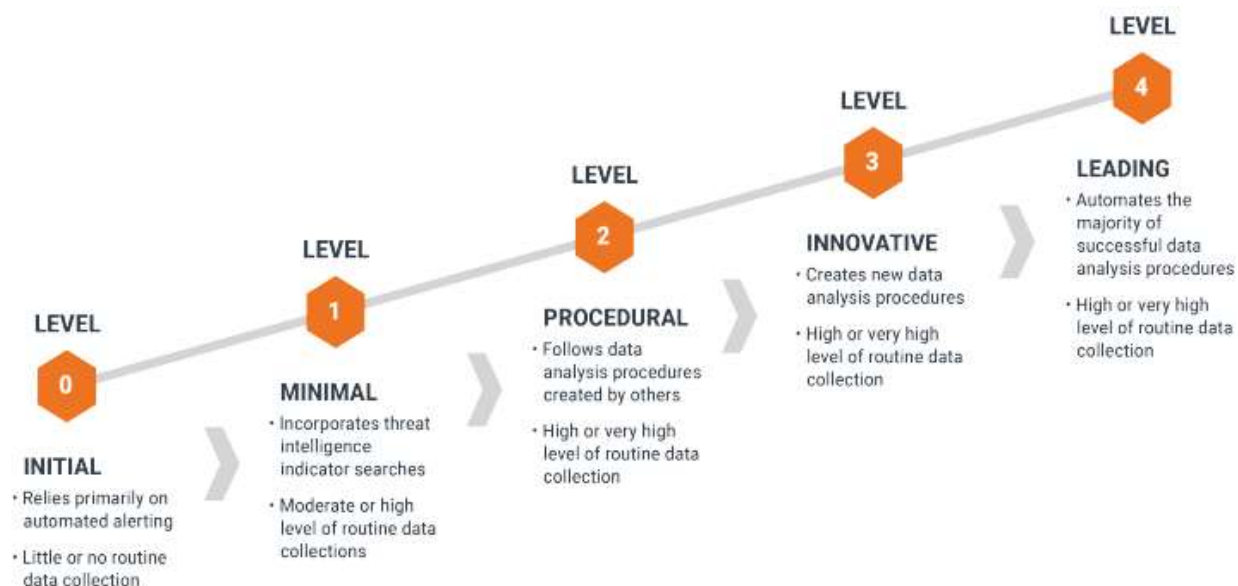 LEVEL
0
INITIAL
• Relies primarily on
automated alerting
• Little or no routine
data collection
LEVEL
1
MINIMAL
• Incorporates threat
intelligence
indicator searches
• Moderate or high
level of routine data
collections
LEVEL
2
PROCEDURAL
• Follows data
analysis procedures
created by others
• High or very high
level of routine data
collection
LEVEL
3
INNOVATIVE
• Creates new data
analysis procedures
• High or very high
level of routine data
collection
LEVEL
4
LEADING
• Automates the
majority of
successful data
analysis procedures
• High or very high
level of routine data
collection